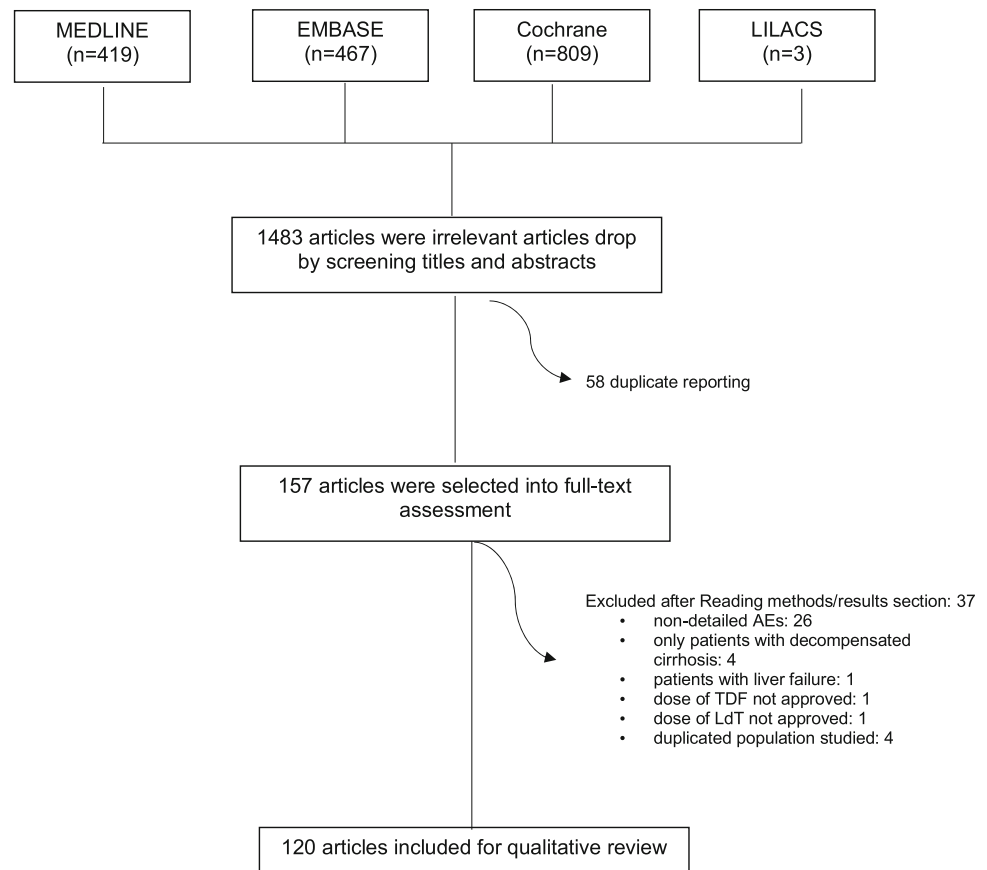 MEDLINE
(n=419)
EMBASE
(n=467)
Cochrane
(n=809)
LILACS
(n=3)
1483 articles were irrelevant articles drop
by screening titles and abstracts
58 duplicate reporting
157 articles were selected into full-text
assessment
Excluded after Reading methods/results section: 37
• non-detailed AEs: 26
• only patients with decompensated
cirrhosis: 4
• patients with liver failure: 1
• dose of TDF not approved: 1
• dose of LdT not approved: 1
• duplicated population studied: 4
120 articles included for qualitative review